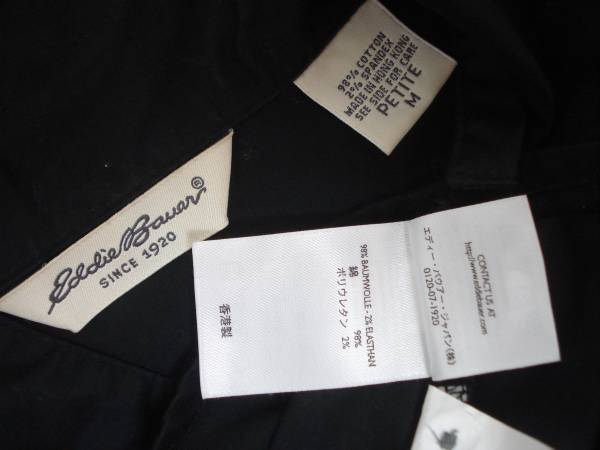 Eddie Bauer®
SINCE 1920
98% COTTON
2% SPANDEX
MADE IN HONG KONG
SEE SIDE FOR CARE
PETITE
M
98% BAUMWOLLE - 2% ELASTHAN
綿 98%
ポリウレタン 2%
香港製
CONTACT US AT
http://www.eddiebauer.com
エディー・バウアー・ジャパン(株)
0120-07-1920